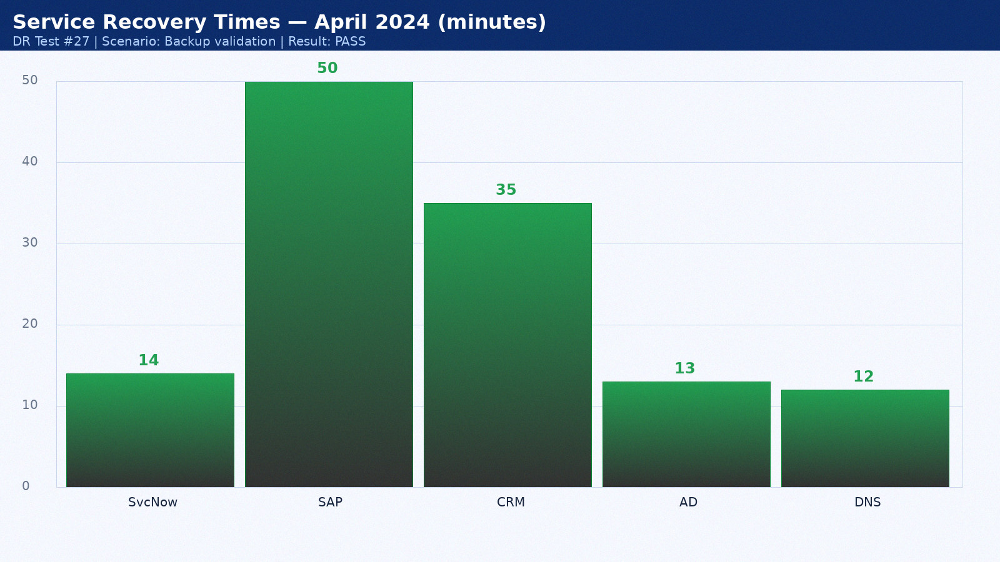 Service Recovery Times — April 2024 (minutes)
DR Test #27 | Scenario: Backup validation | Result: PASS
50
40
30
20
10
0
14
50
35
13
12
SvcNow
SAP
CRM
AD
DNS